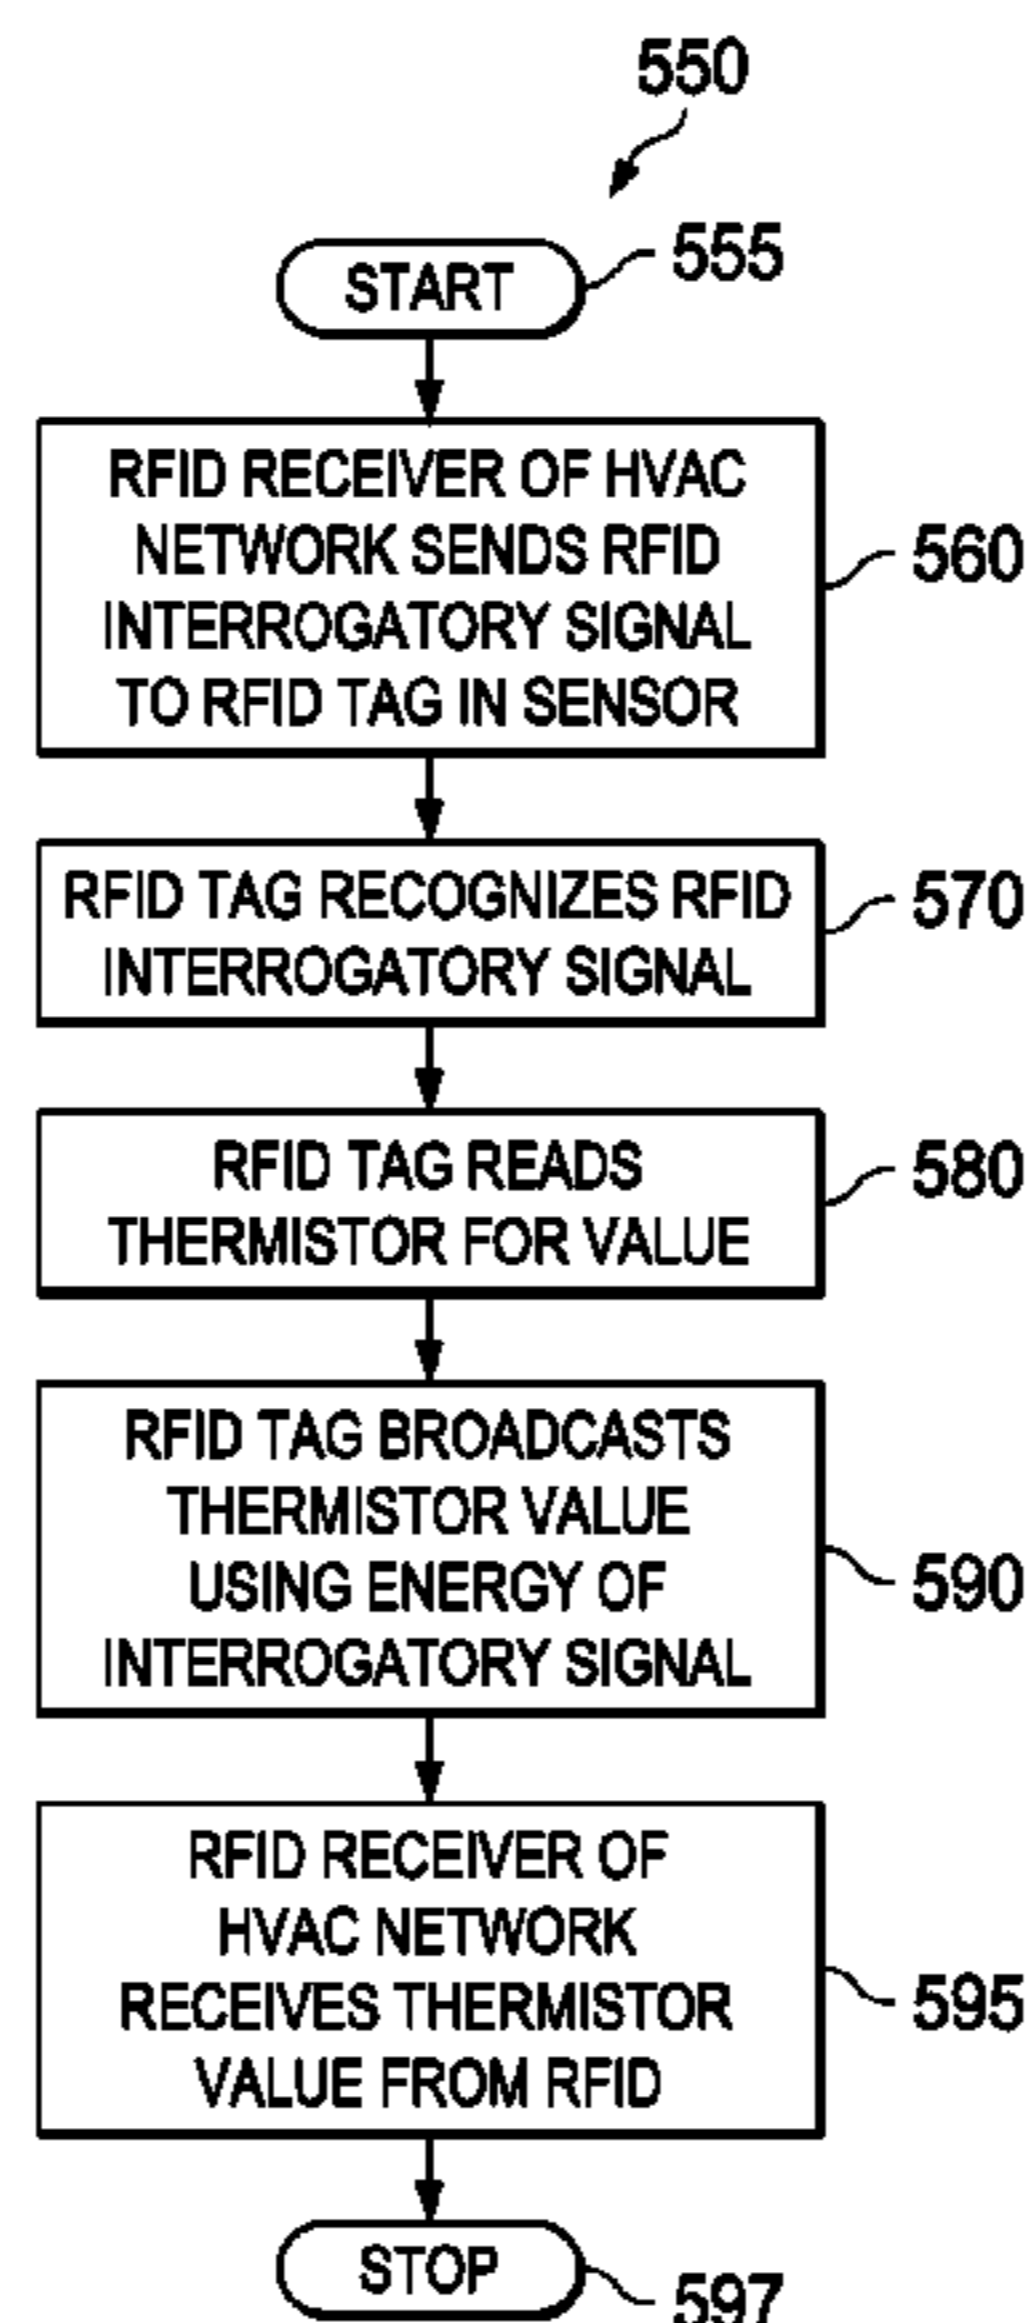 550
START
555
RFID RECEIVER OF HVAC
NETWORK SENDS RFID
INTERROGATORY SIGNAL
TO RFID TAG IN SENSOR
560
RFID TAG RECOGNIZES RFID
INTERROGATORY SIGNAL
570
RFID TAG READS
THERMISTOR FOR VALUE
580
RFID TAG BROADCASTS
THERMISTOR VALUE
USING ENERGY OF
INTERROGATORY SIGNAL
590
RFID RECEIVER OF
HVAC NETWORK
RECEIVES THERMISTOR
VALUE FROM RFID
595
STOP
597